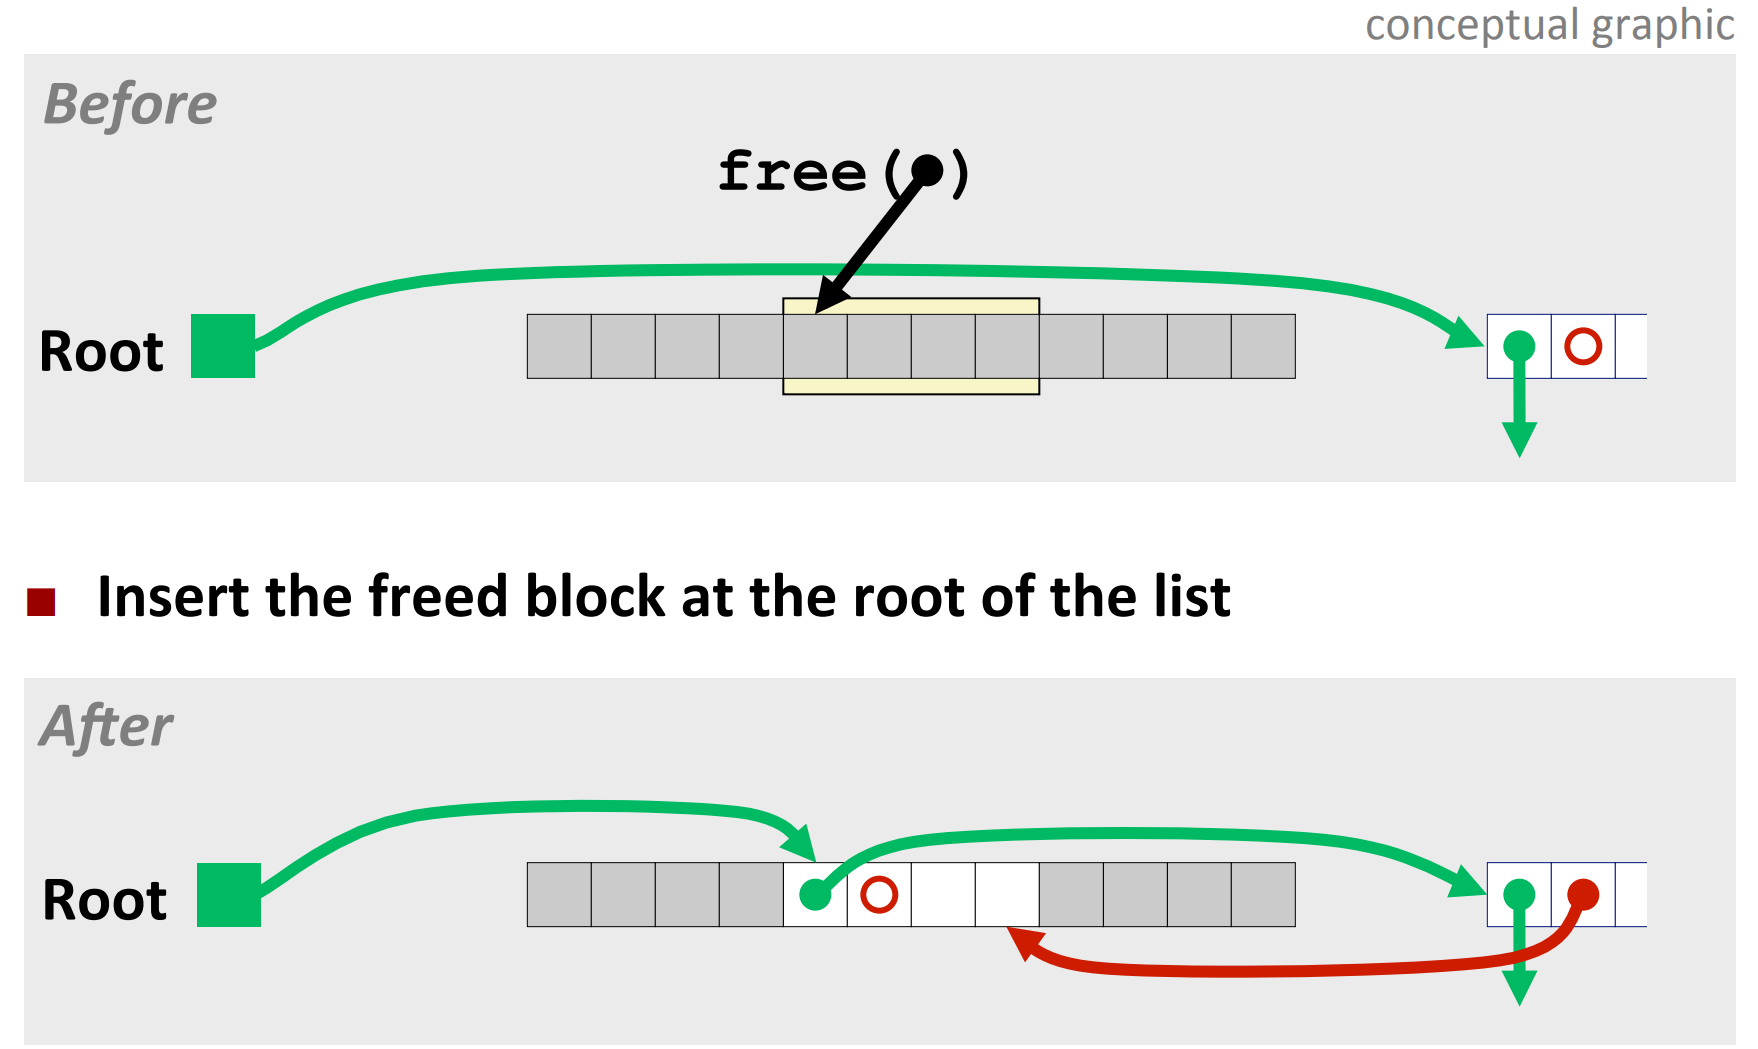 conceptual graphic
Before
free( )
Root
Insert the freed block at the root of the list
After
Root